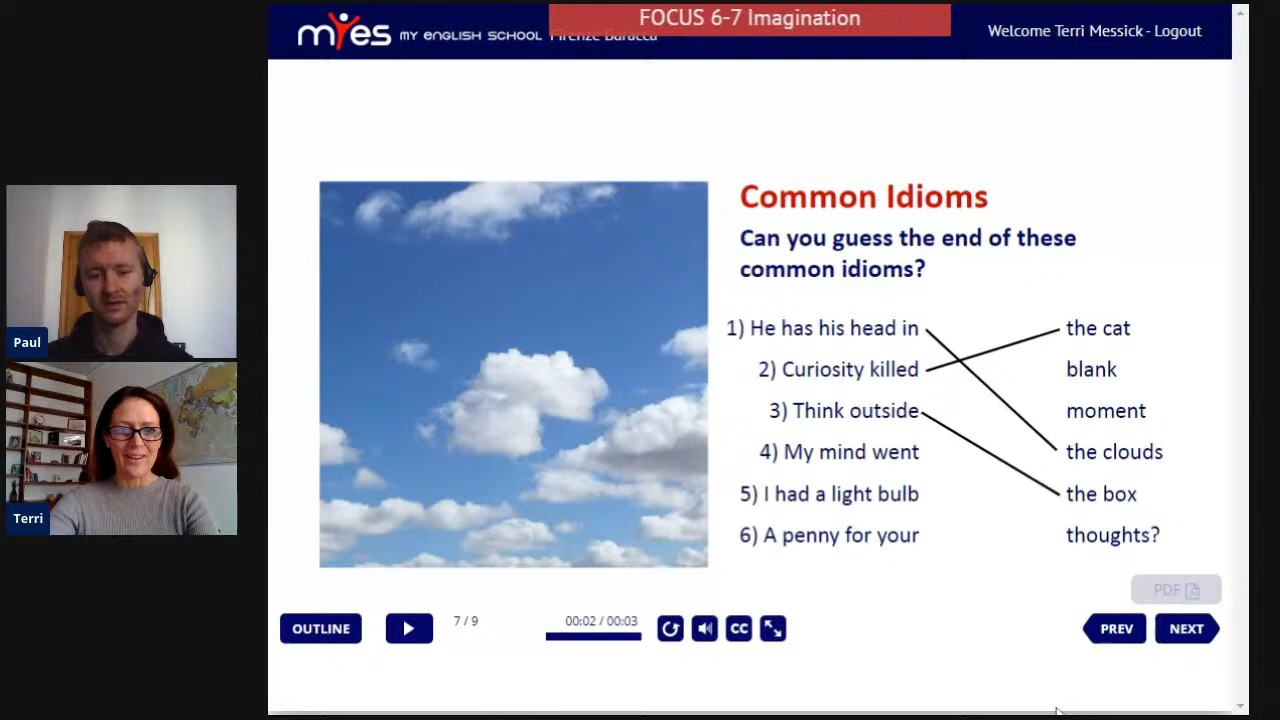 FOCUS 6-7 Imagination
myes MY ENGLISH SCHOOL Firenze Baracca
Welcome Terri Messick - Logout
Common Idioms
Can you guess the end of these
common idioms?
1) He has his head in
the cat
2) Curiosity killed
blank
3) Think outside
moment
4) My mind went
the clouds
5) I had a light bulb
the box
6) A penny for your
thoughts?
Paul
Terri
PDF
OUTLINE
7 / 9
00:02 / 00:03
CC
PREV
NEXT